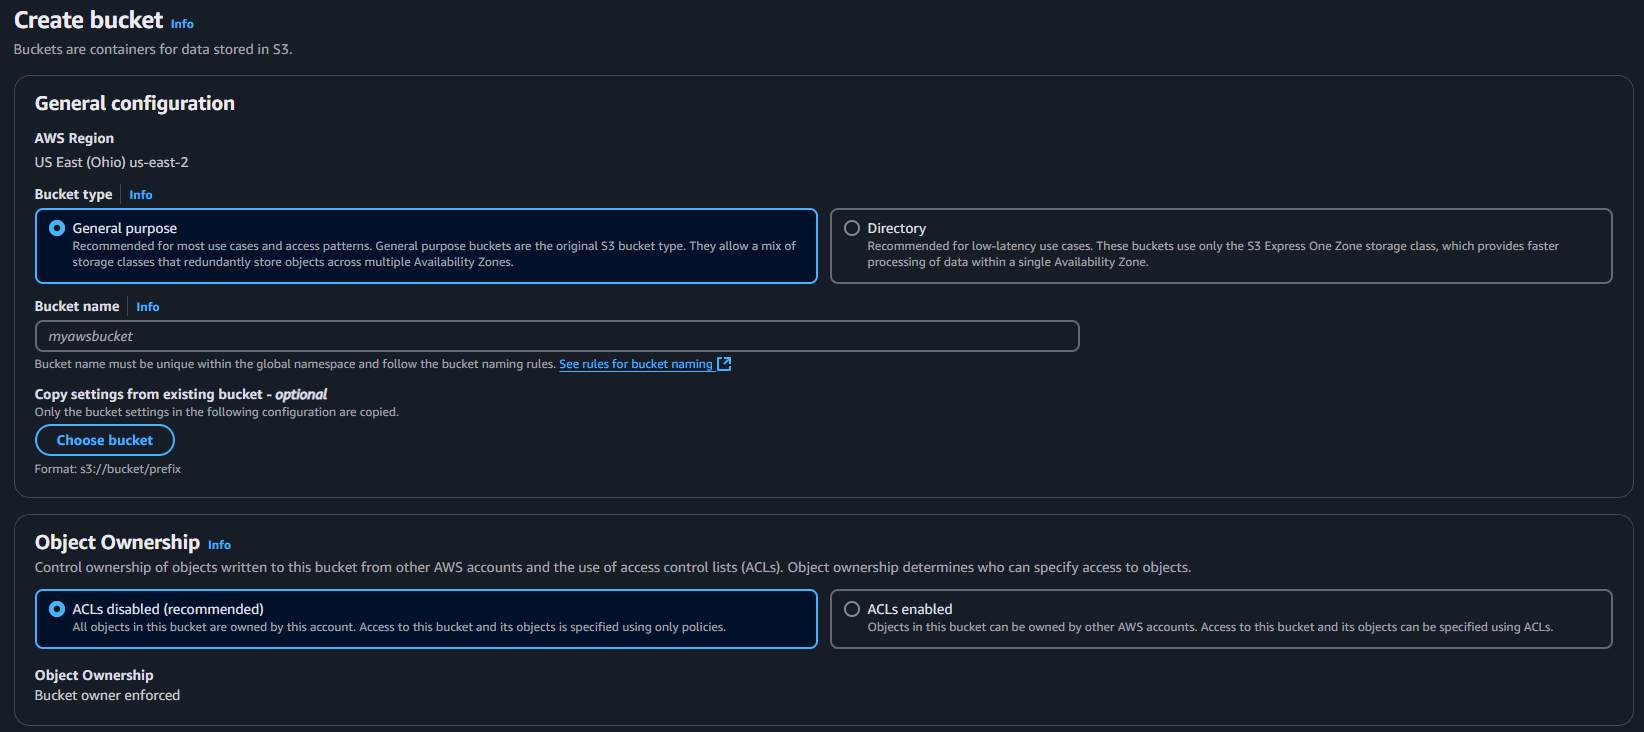 Create bucket Info
Buckets are containers for data stored in S3.
General configuration
AWS Region
US East (Ohio) us-east-2
Bucket type Info
General purpose
Recommended for most use cases and access patterns. General purpose buckets are the original S3 bucket type. They allow a mix of
storage classes that redundantly store objects across multiple Availability Zones.
Directory
Recommended for low-latency use cases. These buckets use only the S3 Express One Zone storage class, which provides faster
processing of data within a single Availability Zone.
Bucket name Info
myawsbucket
Bucket name must be unique within the global namespace and follow the bucket naming rules. See rules for bucket naming
Copy settings from existing bucket - optional
Only the bucket settings in the following configuration are copied.
Choose bucket
Format: s3://bucket/prefix
Object Ownership Info
Control ownership of objects written to this bucket from other AWS accounts and the use of access control lists (ACLs). Object ownership determines who can specify access to objects.
ACLs disabled (recommended)
All objects in this bucket are owned by this account. Access to this bucket and its objects is specified using only policies.
ACLs enabled
Objects in this bucket can be owned by other AWS accounts. Access to this bucket and its objects can be specified using ACLs.
Object Ownership
Bucket owner enforced